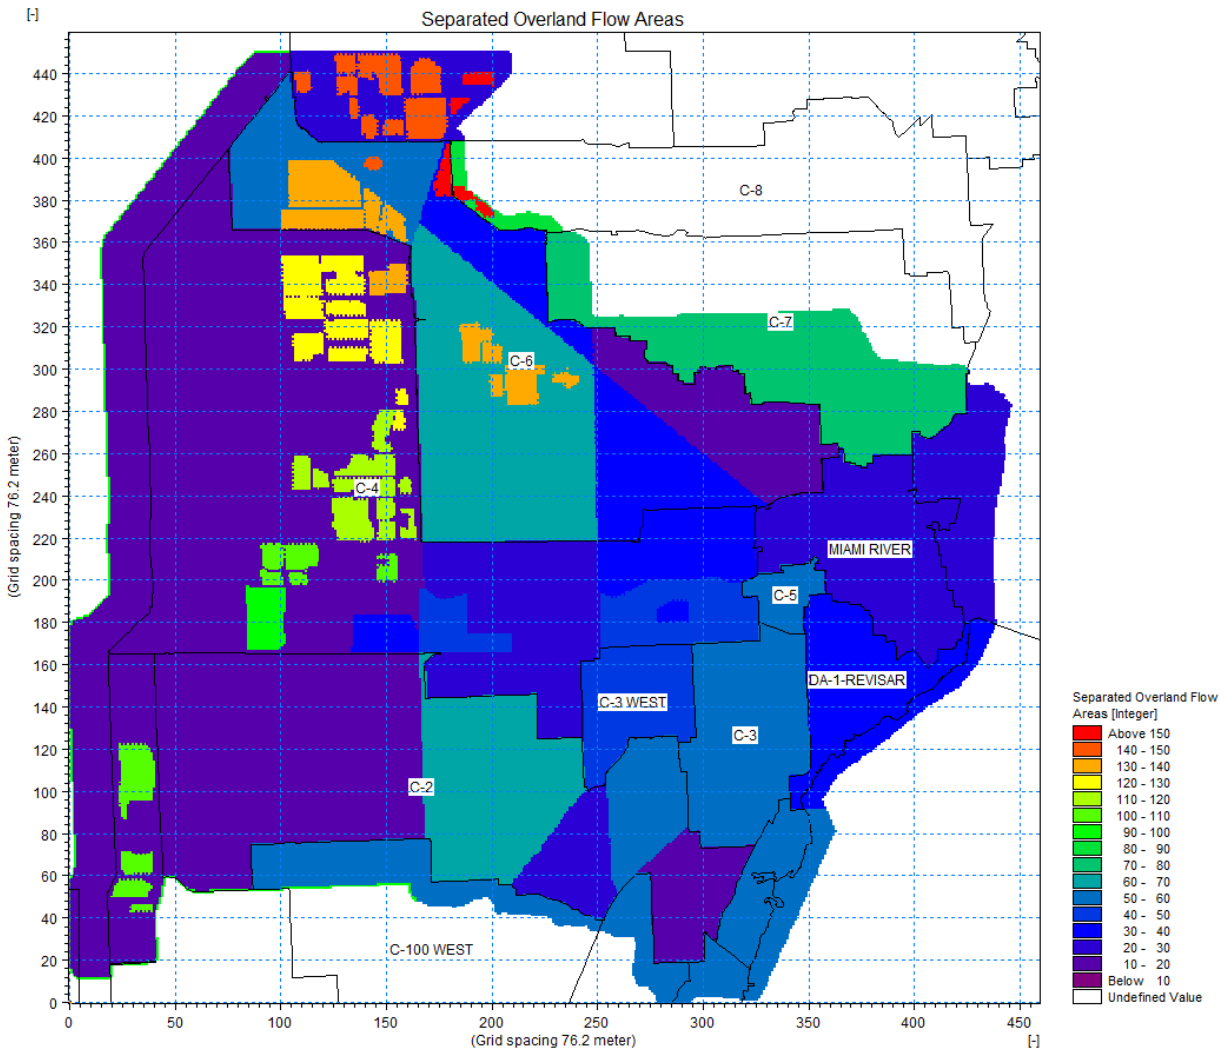 [-]
Separated Overland Flow Areas
440
420
400
380
360
340
320
300
280
260
240
220
200
180
160
140
120
100
80
60
40
20
0
(Grid spacing 76.2 meter)
C-8
C-7
C-6
C-4
MIAMI RIVER
C-5
DA-1-REVISAR
C-3 WEST
C-3
C-2
C-100 WEST
0 50 100 150 200 250 300 350 400 450
(Grid spacing 76.2 meter)
[-]
Separated Overland Flow
Areas [Integer]
Above 150
140 - 150
130 - 140
120 - 130
110 - 120
100 - 110
90 - 100
80 - 90
70 - 80
60 - 70
50 - 60
40 - 50
30 - 40
20 - 30
10 - 20
Below 10
Undefined Value